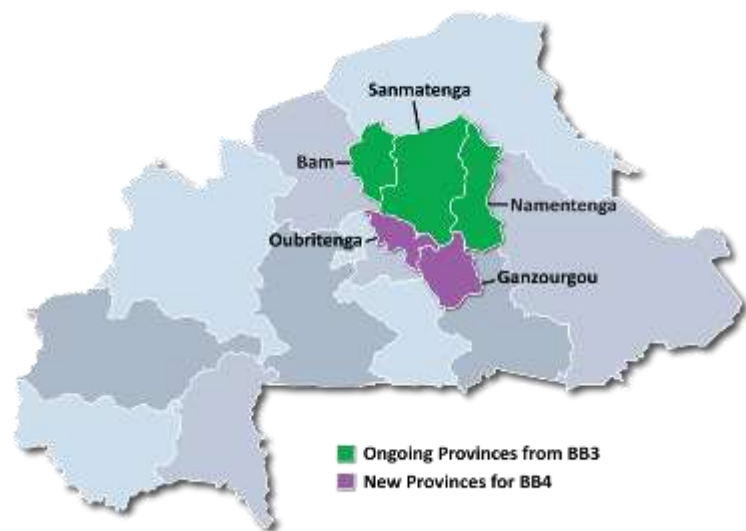 Sanmatenga
Bam
Namentenga
Oubritenga
Ganzourgou
Ongoing Provinces from BB3
New Provinces for BB4